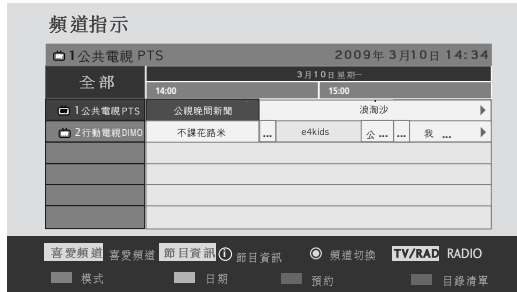 頻道指示
1公共電視 PTS 2009年 3月10日 14:34
全部 3月10日星期一
14:00 15:00
1公共電視PTS 公視晚間新聞 浪淘沙
2行動電視DIMO 不課花路米 ... e4kids 公 ... ... 我 ...
喜愛頻道 喜愛頻道 節目資訊 節目資訊 頻道切換 TV/RAD RADIO
模式 日期 預約 目錄清單